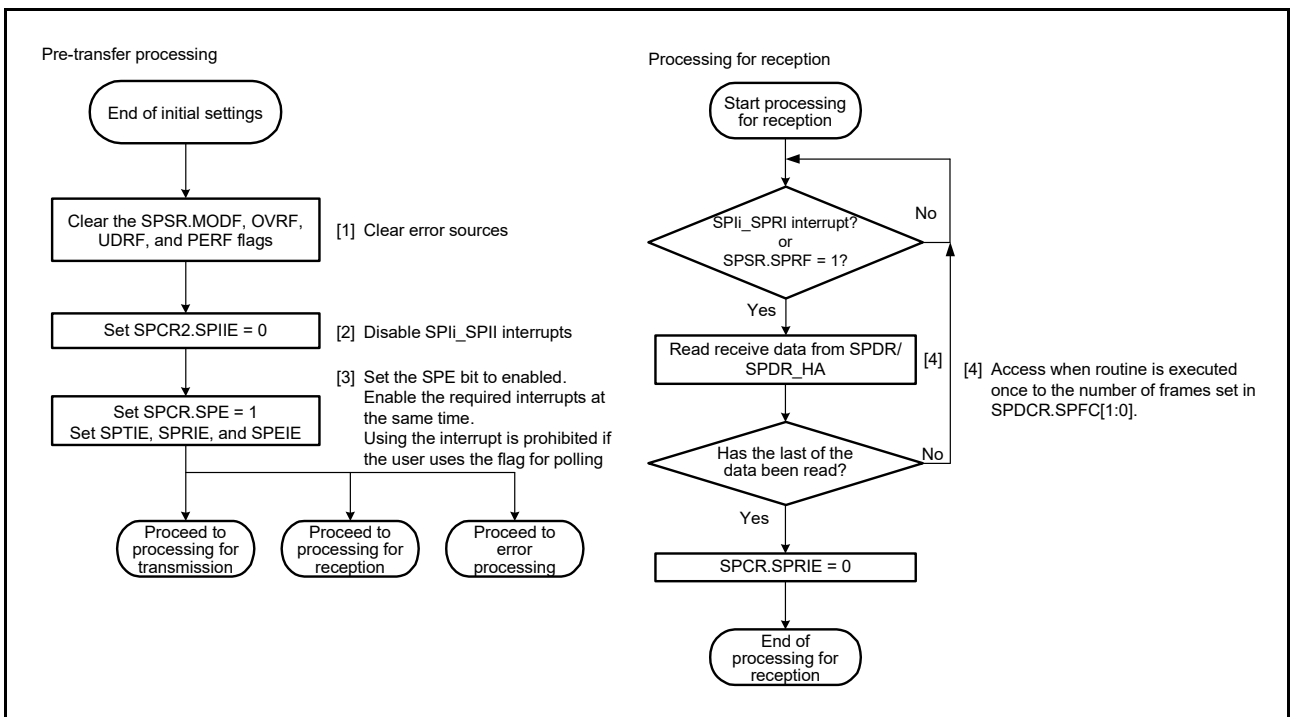 Pre-transfer processing
End of initial settings
Clear the SPSR.MODF, OVRF,
UDRF, and PERF flags
[1] Clear error sources
Set SPCR2.SPIIE = 0
[2] Disable SPIi_SPII interrupts
[3] Set the SPE bit to enabled.
Enable the required interrupts at
the same time.
Using the interrupt is prohibited if
the user uses the flag for polling
Set SPCR.SPE = 1
Set SPTIE, SPRIE, and SPEIE
Proceed to
processing for
transmission
Proceed to
processing for
reception
Proceed to
error
processing
Processing for reception
Start processing
for reception
SPIi_SPRI interrupt?
or
SPSR.SPRF = 1?
No
Yes
Read receive data from SPDR/
SPDR_HA
[4]
[4] Access when routine is executed
once to the number of frames set in
SPDCR.SPFC[1:0].
Has the last of the
data been read?
No
Yes
SPCR.SPRIE = 0
End of
processing for
reception